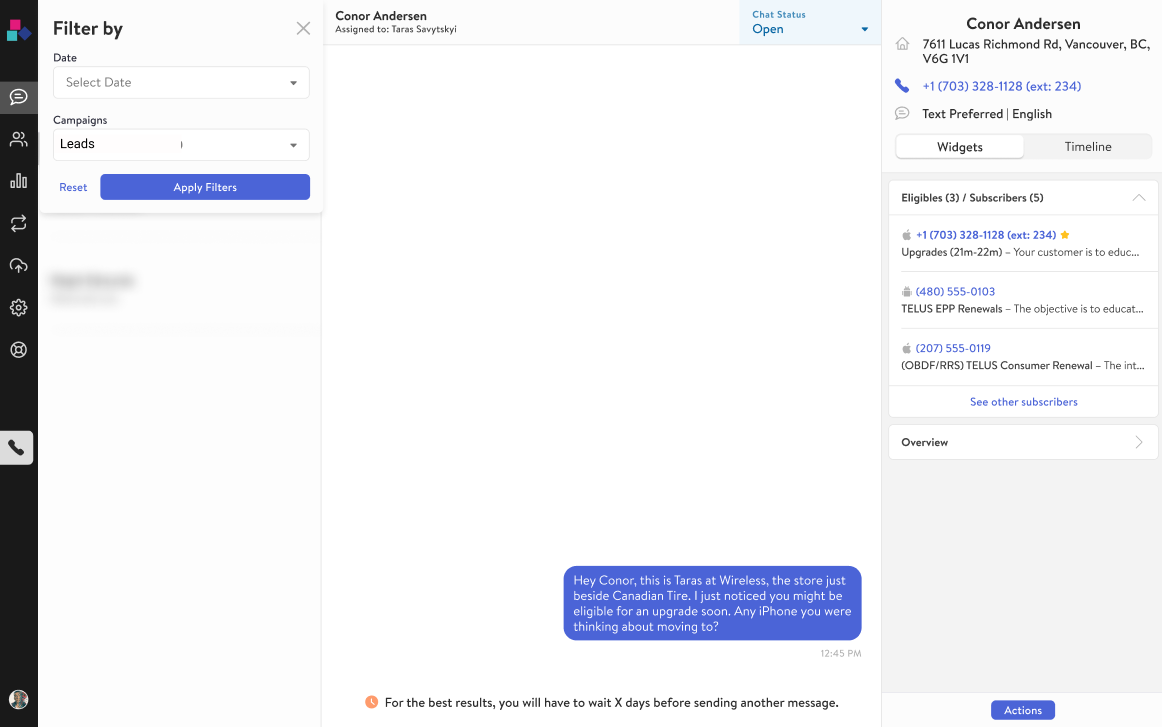 Filter by
Date
Select Date
Campaigns
Leads
Reset
Apply Filters
Conor Andersen
Assigned to: Taras Savytskyi
Chat Status
Open
Hey Conor, this is Taras at Wireless, the store just
beside Canadian Tire. I just noticed you might be
eligible for an upgrade soon. Any iPhone you were
thinking about moving to?
12:45 PM
For the best results, you will have to wait X days before sending another message.
Conor Andersen
7611 Lucas Richmond Rd, Vancouver, BC,
V6G 1V1
+1 (703) 328-1128 (ext: 234)
Text Preferred | English
Widgets
Timeline
Eligibles (3) / Subscribers (5)
+1 (703) 328-1128 (ext: 234)
Upgrades (21m-22m) – Your customer is to educ...
(480) 555-0103
TELUS EPP Renewals – The objective is to educat...
(207) 555-0119
(OBDF/RRS) TELUS Consumer Renewal – The int...
See other subscribers
Overview
Actions